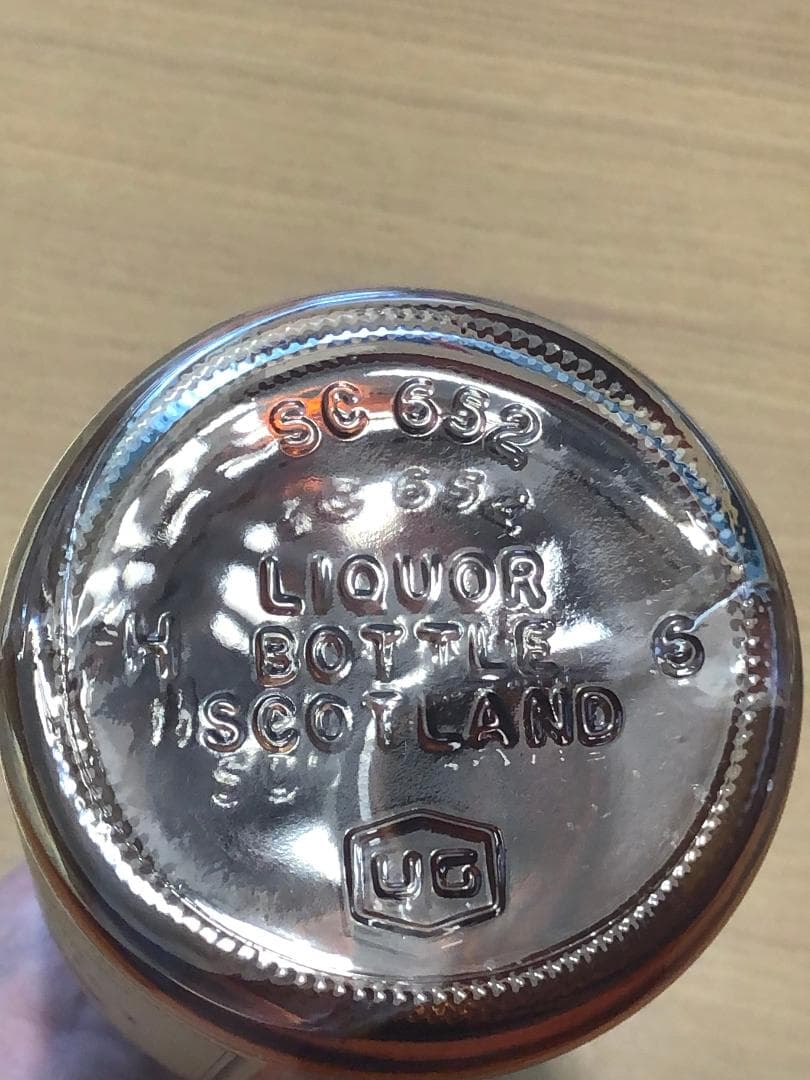 SC 652
LIQUOR
H BOTTLE 6
SCOTLAND
UG